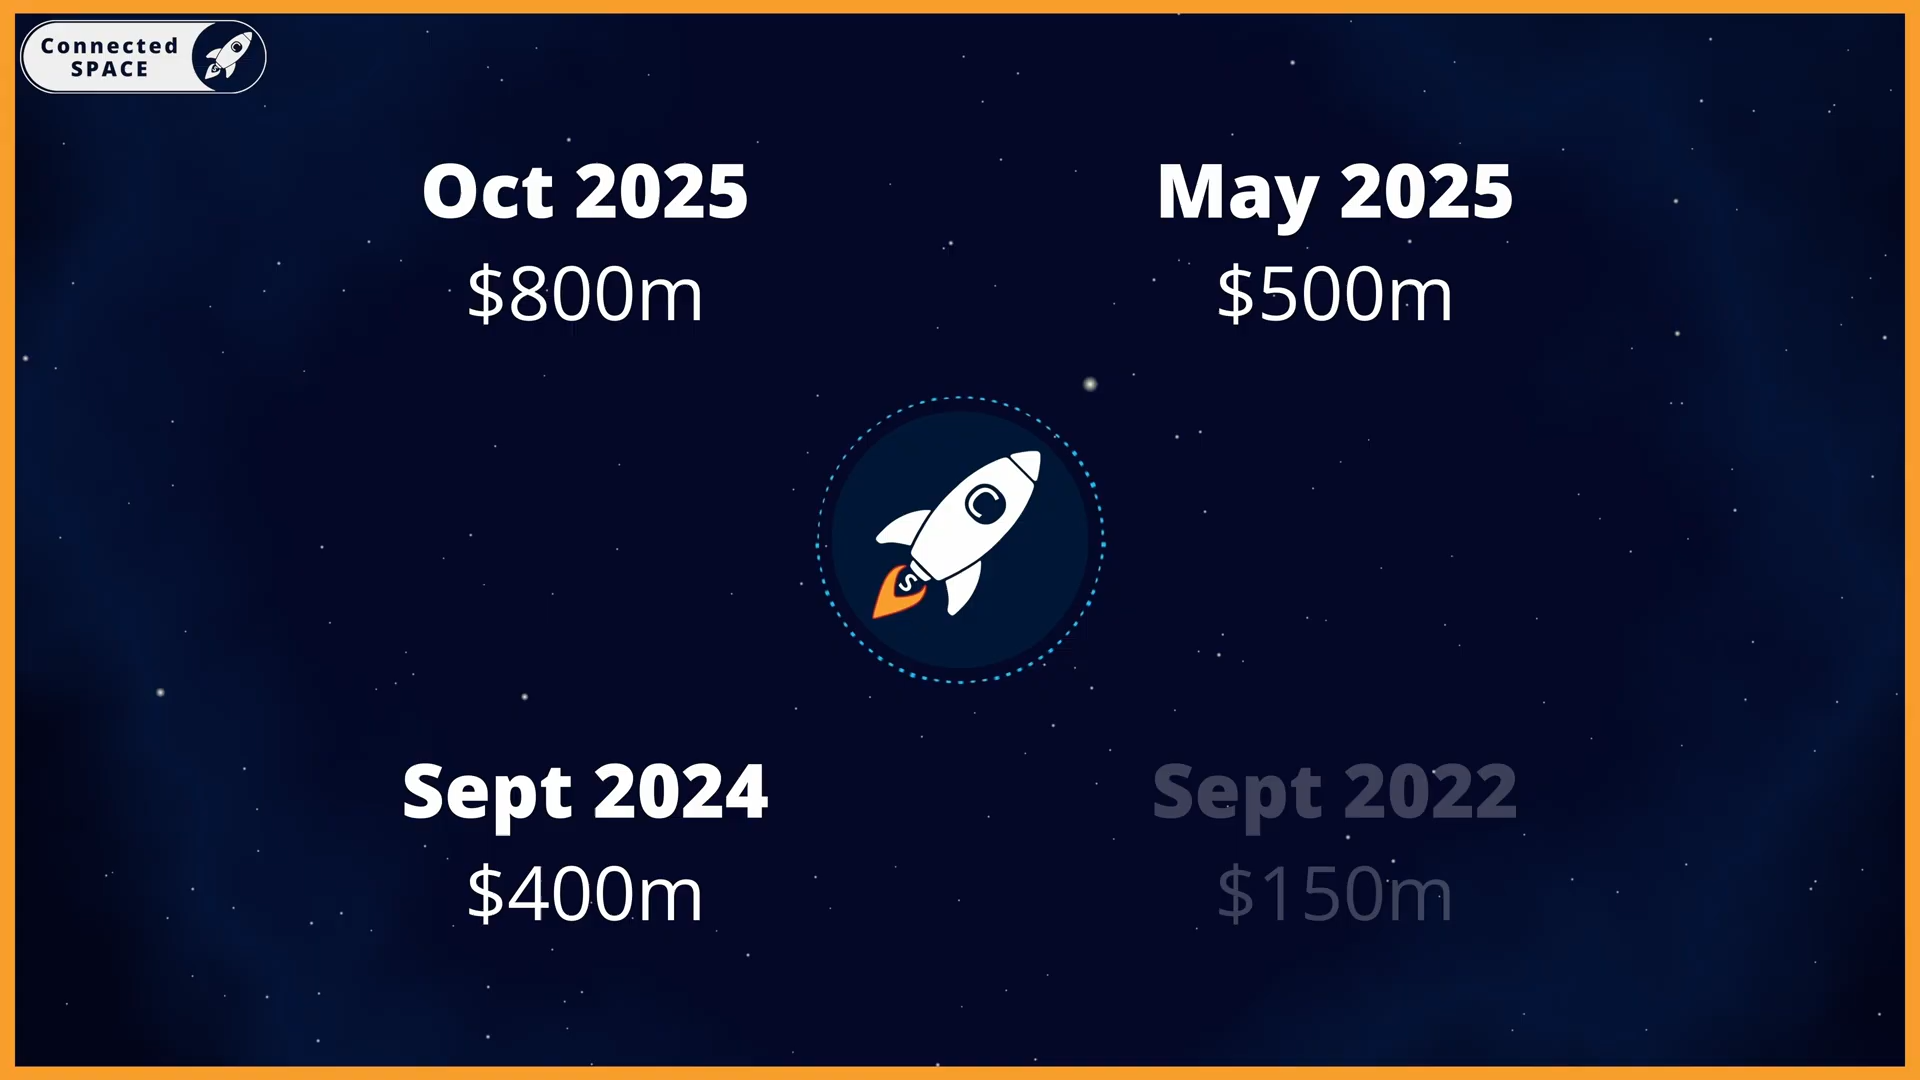 Connected
SPACE
Oct 2025
$800m
May 2025
$500m
C
S
Sept 2024
$400m
Sept 2022
$150m